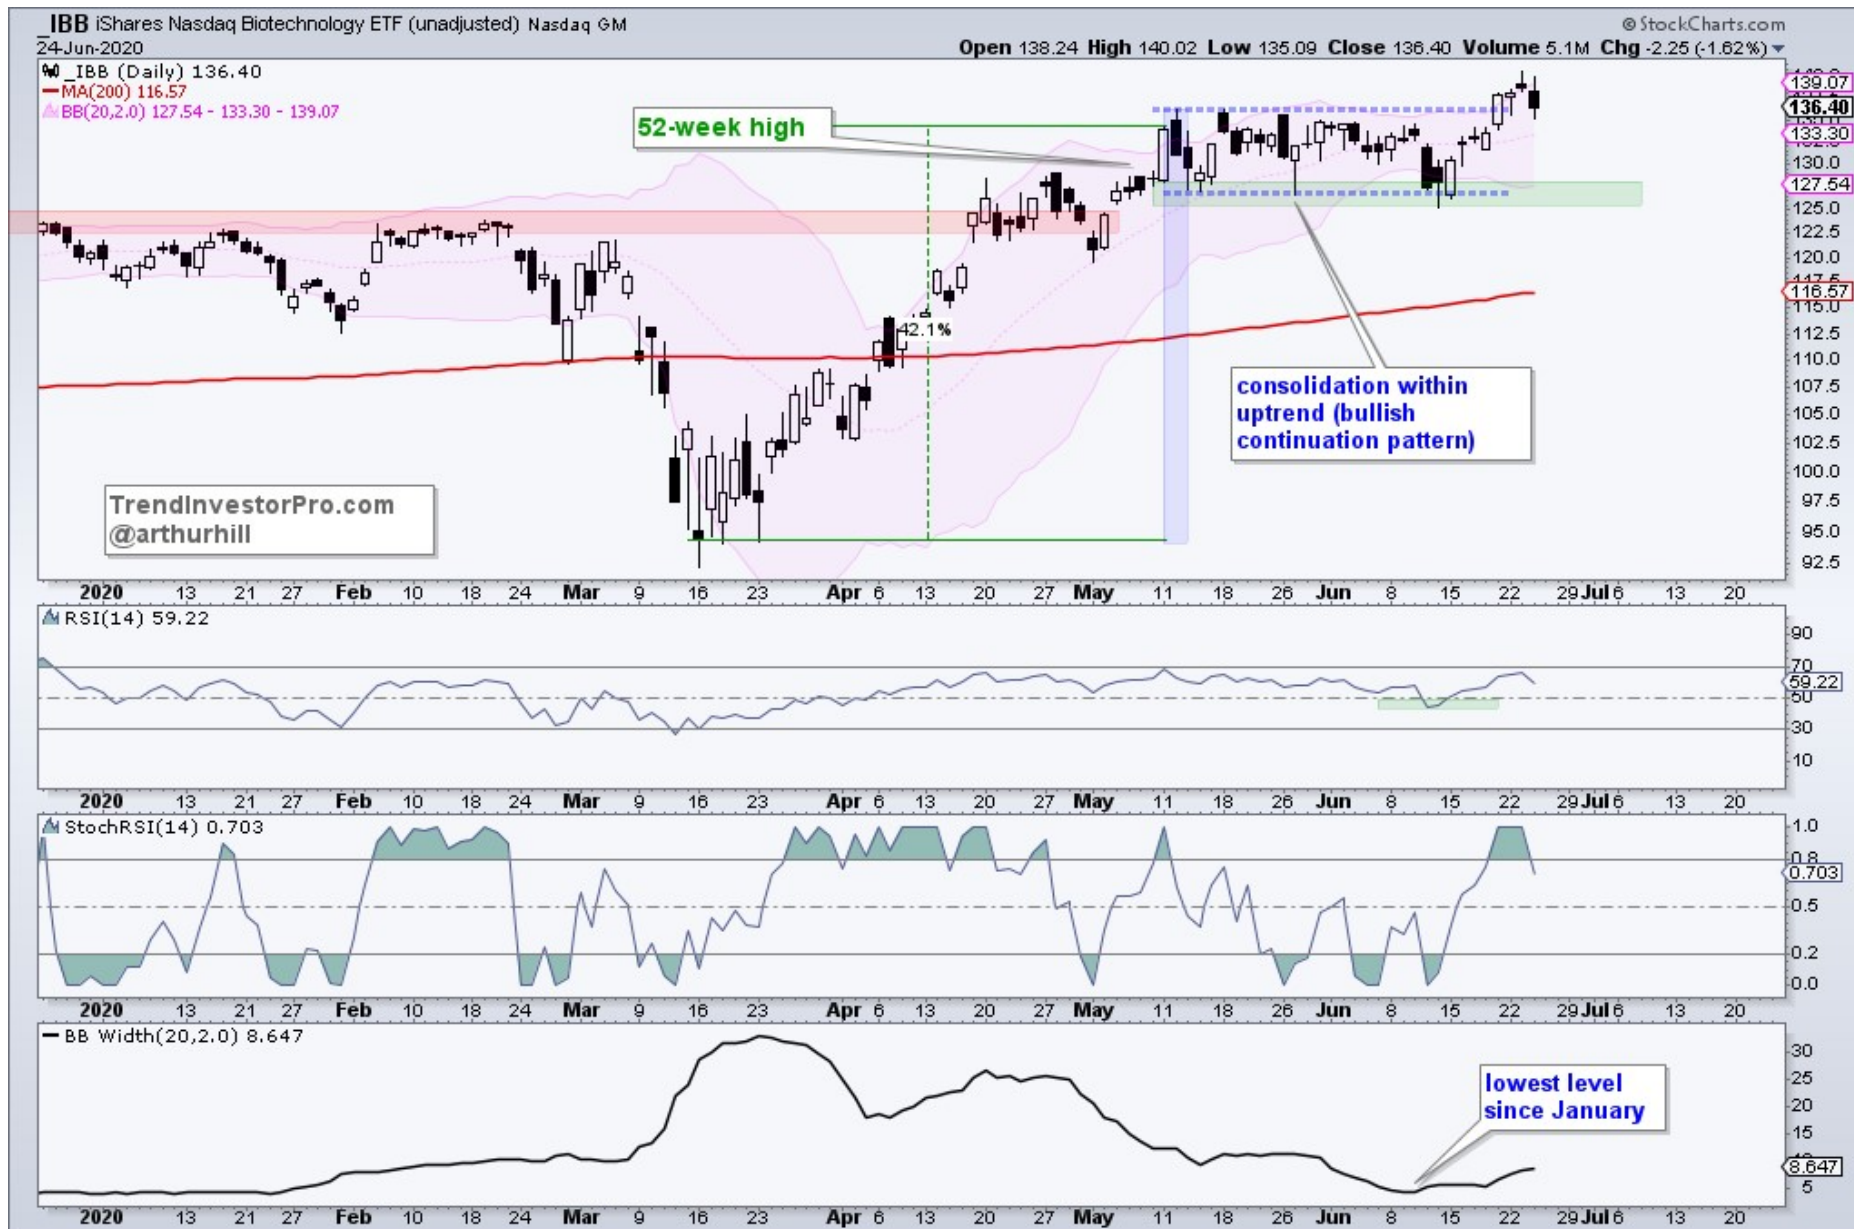 _IBB iShares Nasdaq Biotechnology ETF (unadjusted) Nasdaq GM
© StockCharts.com
24-Jun-2020
Open 138.24 High 140.02 Low 135.09 Close 136.40 Volume 5.1M Chg -2.25 (-1.62%)
_IBB (Daily) 136.40
MA(200) 116.57
BB(20,2.0) 127.54 - 133.30 - 139.07
52-week high
42.1%
consolidation within
uptrend (bullish
continuation pattern)
TrendInvestorPro.com
@arthurhill
139.07
136.40
133.30
130.0
127.54
125.0
122.5
120.0
116.57
115.0
112.5
110.0
107.5
105.0
102.5
100.0
97.5
95.0
92.5
2020 13 21 27 Feb 10 18 24 Mar 9 16 23 Apr 6 13 20 27 May 11 18 26 Jun 8 15 22 29 Jul 6 13 20
RSI(14) 59.22
90
70
59.22
50
30
10
2020 13 21 27 Feb 10 18 24 Mar 9 16 23 Apr 6 13 20 27 May 11 18 26 Jun 8 15 22 29 Jul 6 13 20
StochRSI(14) 0.703
1.0
0.8
0.703
0.5
0.2
0.0
2020 13 21 27 Feb 10 18 24 Mar 9 16 23 Apr 6 13 20 27 May 11 18 26 Jun 8 15 22 29 Jul 6 13 20
BB Width(20,2.0) 8.647
lowest level
since January
30
25
20
15
8.647
5
2020 13 21 27 Feb 10 18 24 Mar 9 16 23 Apr 6 13 20 27 May 11 18 26 Jun 8 15 22 29 Jul 6 13 20